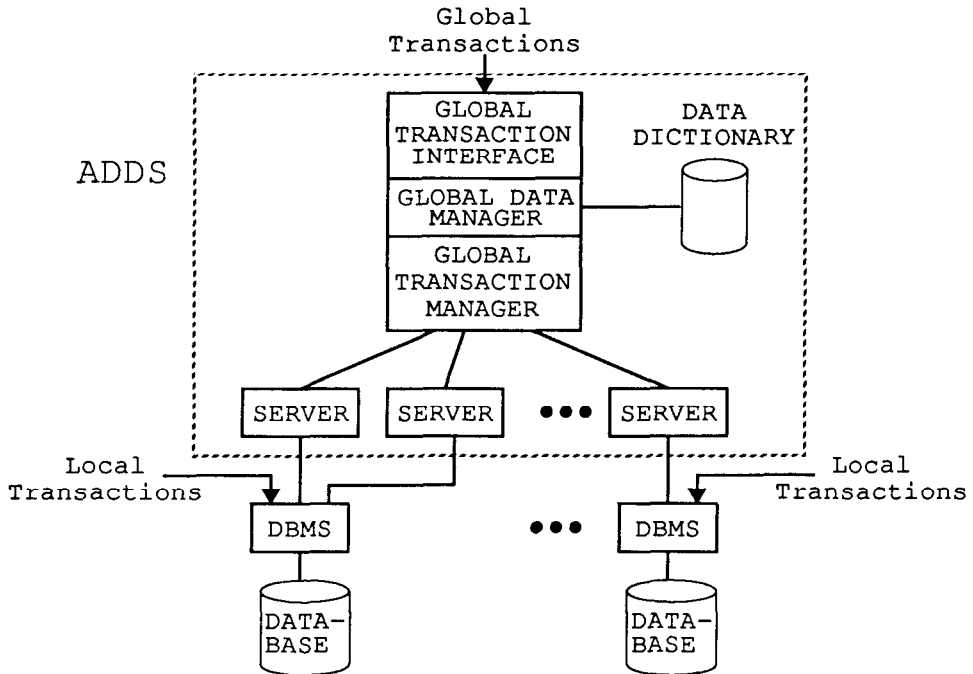 Global
Transactions
GLOBAL
TRANSACTION
INTERFACE
DATA
DICTIONARY
ADDS
GLOBAL DATA
MANAGER
GLOBAL
TRANSACTION
MANAGER
SERVER
SERVER
SERVER
Local
Transactions
Local
Transactions
DBMS
DBMS
DATA-
BASE
DATA-
BASE